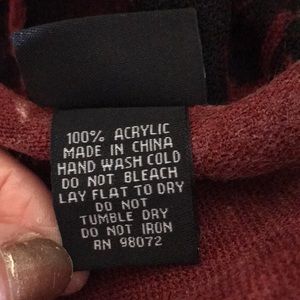 100% ACRYLIC
MADE IN CHINA
HAND WASH COLD
DO NOT BLEACH
LAY FLAT TO DRY
DO NOT
TUMBLE DRY
DO NOT IRON
RN 98072